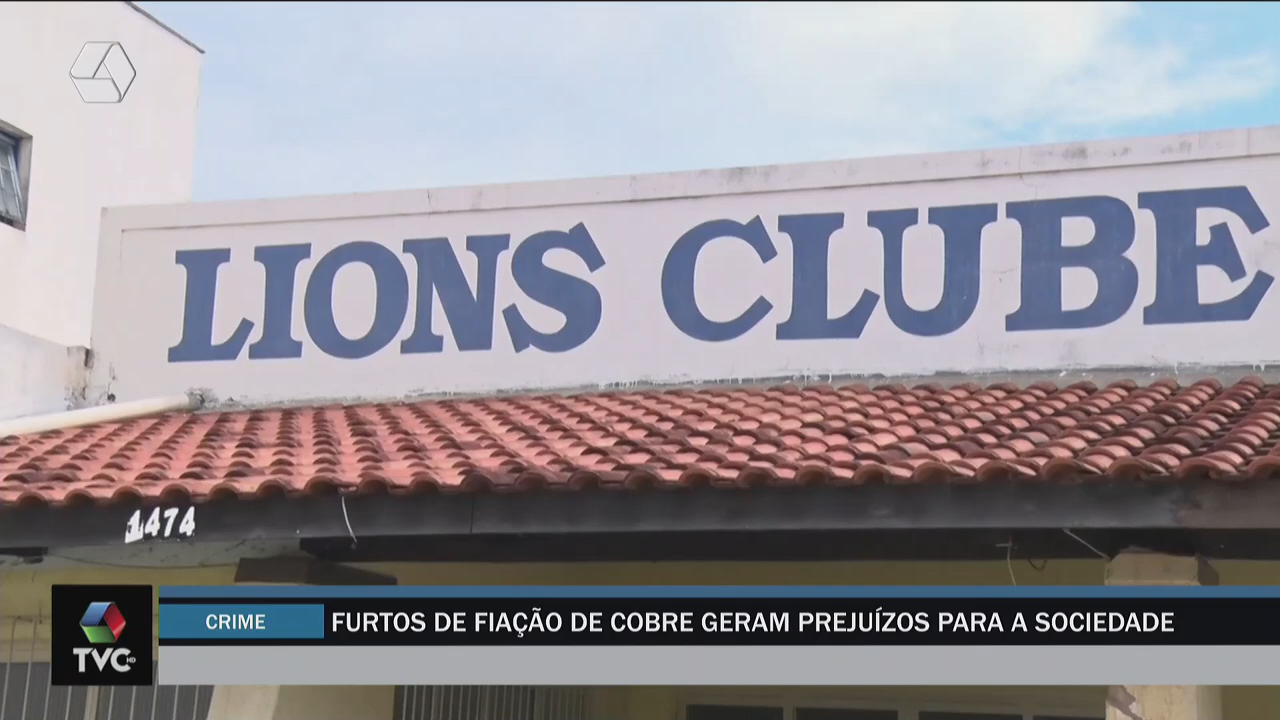 LIONS CLUBE
1474
CRIME
FURTOS DE FIAÇÃO DE COBRE GERAM PREJUÍZOS PARA A SOCIEDADE
TVC HD